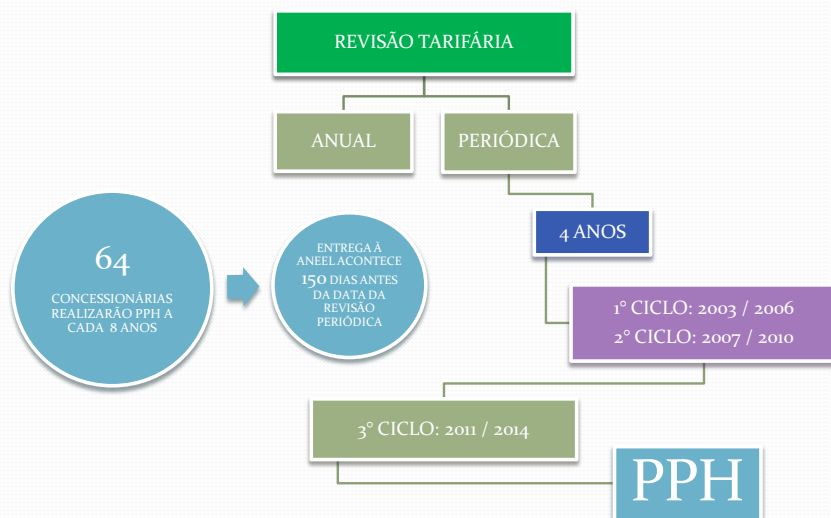 REVISÃO TARIFÁRIA
ANUAL
PERIÓDICA
4 ANOS
64
CONCESSIONÁRIAS
REALIZARÃO PPH A
CADA 8 ANOS
ENTREGA À
ANEEL ACONTECE
150 DIAS ANTES
DA DATA DA
REVISÃO
PERIÓDICA
1° CICLO: 2003 / 2006
2° CICLO: 2007 / 2010
3° CICLO: 2011 / 2014
PPH